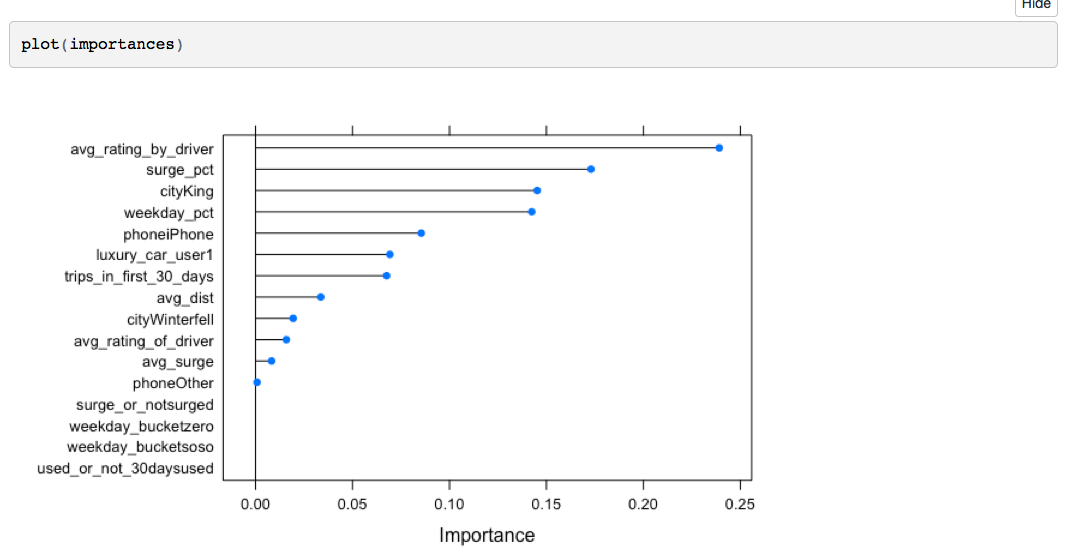 Hide
plot(importances)
avg_rating_by_driver
surge_pct
cityKing
weekday_pct
phoneiPhone
luxury_car_user1
trips_in_first_30_days
avg_dist
cityWinterfell
avg_rating_of_driver
avg_surge
phoneOther
surge_or_notsurged
weekday_bucketzero
weekday_bucketsoso
used_or_not_30daysused
0.00 0.05 0.10 0.15 0.20 0.25
Importance